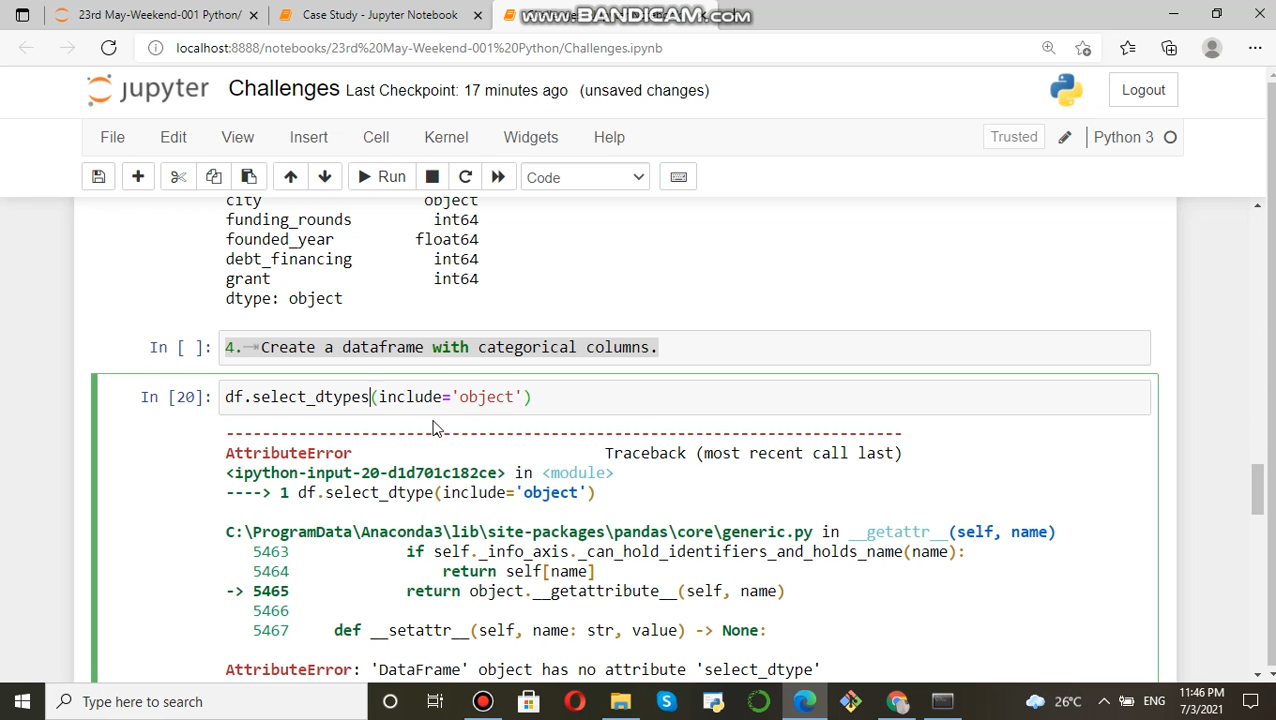 23rd May-Weekend-001 Python/
Case Study - Jupyter Notebook
www.BANDICAM.com
localhost:8888/notebooks/23rd%20May-Weekend-001%20Python/Challenges.ipynb
jupyter Challenges Last Checkpoint: 17 minutes ago (unsaved changes)
Logout
File Edit View Insert Cell Kernel Widgets Help
Trusted Python 3
Run Code
city object
funding_rounds int64
founded_year float64
debt_financing int64
grant int64
dtype: object
In [ ]: 4. Create a dataframe with categorical columns.
In [20]: df.select_dtypes(include='object')
---------------------------------------------------------------------------
AttributeError Traceback (most recent call last)
<ipython-input-20-d1d701c182ce> in <module>
----> 1 df.select_dtype(include='object')
C:\ProgramData\Anaconda3\lib\site-packages\pandas\core\generic.py in __getattr__(self, name)
5463 if self._info_axis._can_hold_identifiers_and_holds_name(name):
5464 return self[name]
-> 5465 return object.__getattribute__(self, name)
5466
5467 def __setattr__(self, name: str, value) -> None:
AttributeError: 'DataFrame' object has no attribute 'select_dtype'
Type here to search
26°C
ENG
11:46 PM
7/3/2021